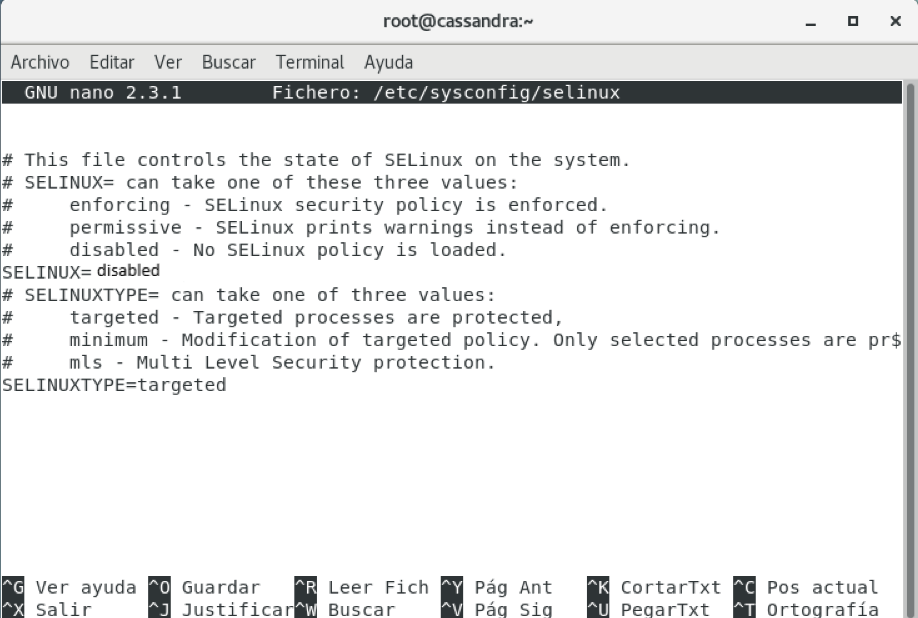 root@cassandra:~
Archivo Editar Ver Buscar Terminal Ayuda
GNU nano 2.3.1 Fichero: /etc/sysconfig/selinux
# This file controls the state of SELinux on the system.
# SELINUX= can take one of these three values:
#     enforcing - SELinux security policy is enforced.
#     permissive - SELinux prints warnings instead of enforcing.
#     disabled - No SELinux policy is loaded.
SELINUX= disabled
# SELINUXTYPE= can take one of three values:
#     targeted - Targeted processes are protected,
#     minimum - Modification of targeted policy. Only selected processes are pr$
#     mls - Multi Level Security protection.
SELINUXTYPE=targeted
^G Ver ayuda ^O Guardar ^R Leer Fich ^Y Pág Ant ^K CortarTxt ^C Pos actual
^X Salir ^J Justificar ^W Buscar ^V Pág Sig ^U PegarTxt ^T Ortografía